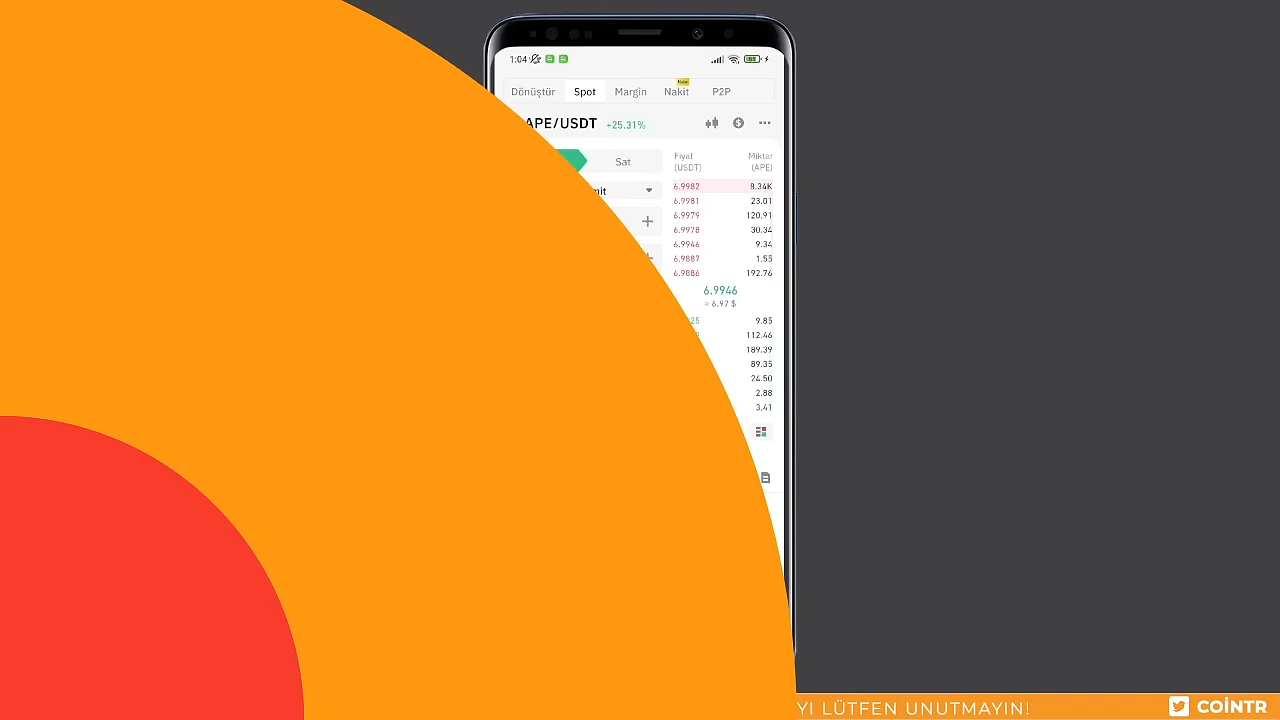 1:04
Dönüştür Spot Margin Nakit New P2P
APE/USDT +25.31%
Sat Fiyat (USDT) Miktar (APE)
6.9982 8.34K
6.9981 23.01
6.9979 120.91
6.9978 30.34
6.9946 9.34
6.9887 1.55
6.9886 192.76
6.9946
≈ 6.97 $
25 9.85
112.46
189.39
89.35
24.50
2.88
3.41
YI LÜTFEN UNUTMAYIN!
COİNTR